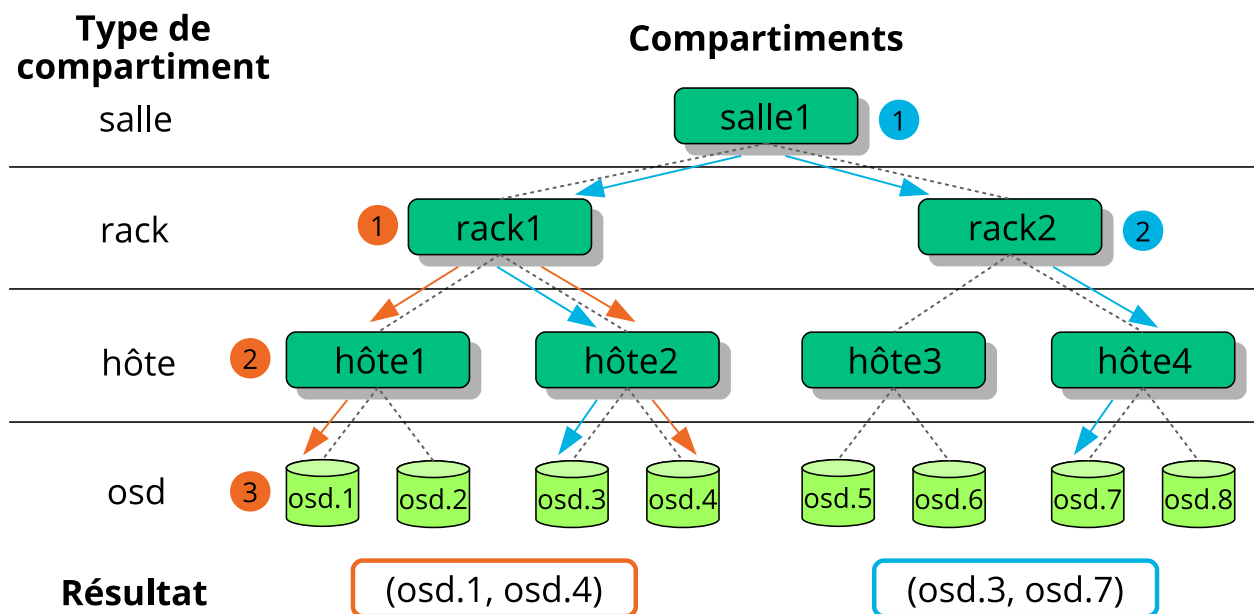 Type de
compartiment
Compartiments
salle
salle1
1
rack
1
rack1
rack2
2
hôte
2
hôte1
hôte2
hôte3
hôte4
osd
3
osd.1
osd.2
osd.3
osd.4
osd.5
osd.6
osd.7
osd.8
Résultat
(osd.1, osd.4)
(osd.3, osd.7)